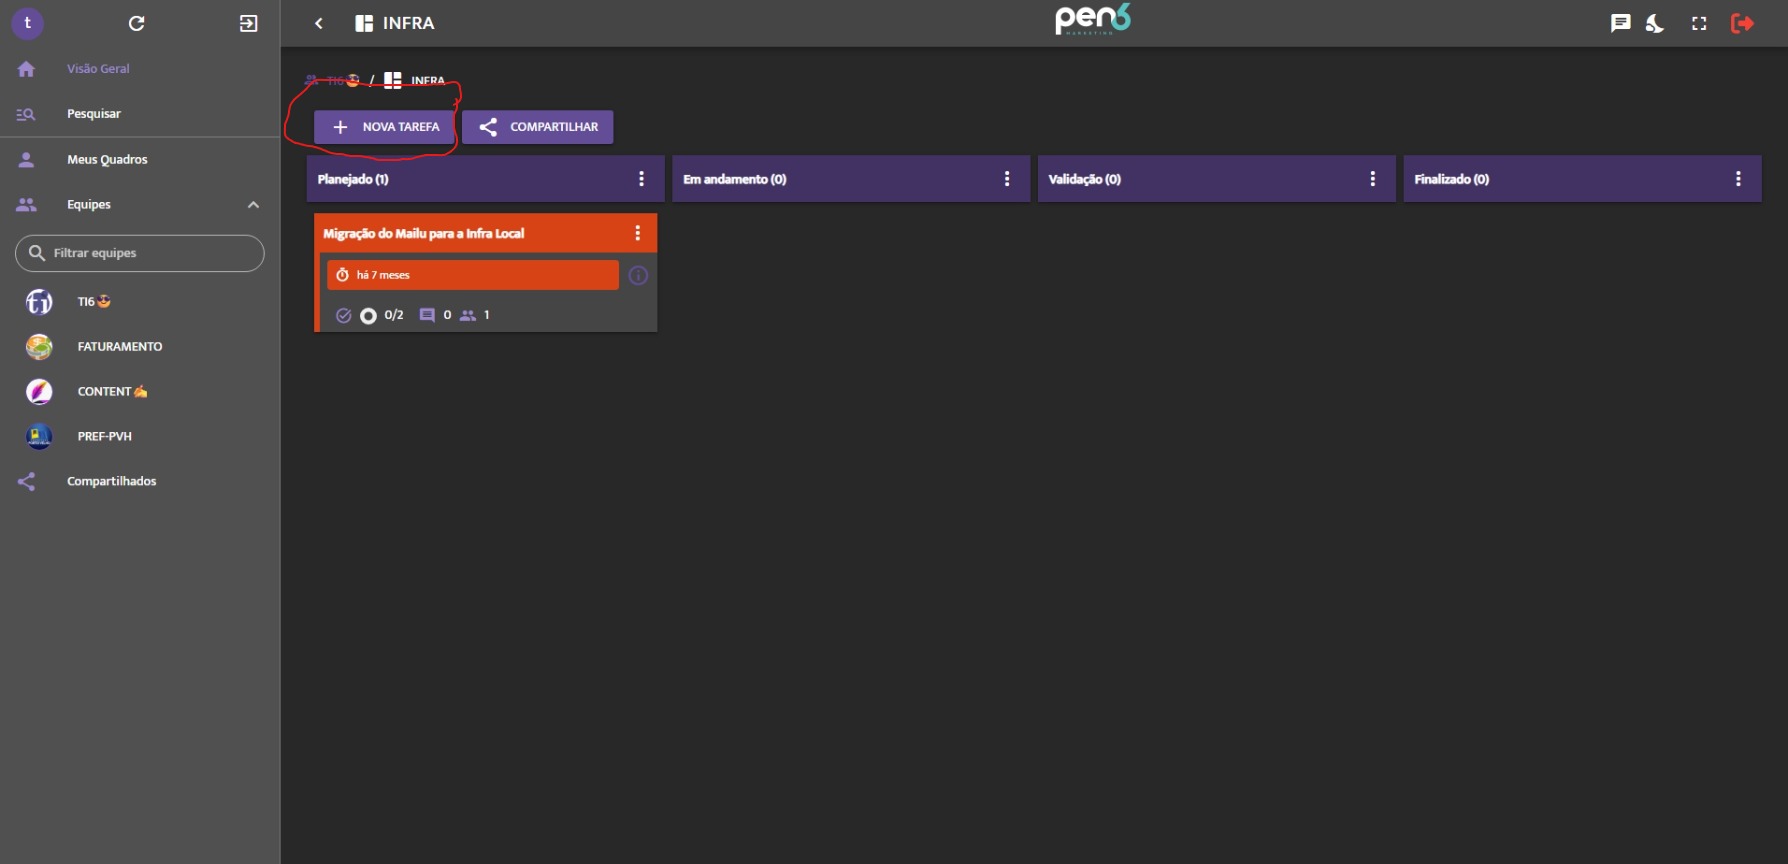 t
INFRA
pen6
MARKETING
Visão Geral
Pesquisar
Meus Quadros
Equipes
Filtrar equipes
TI6
FATURAMENTO
CONTENT
PREF-PVH
Compartilhados
TI6 / INFRA
NOVA TAREFA
COMPARTILHAR
Planejado (1)
Em andamento (0)
Validação (0)
Finalizado (0)
Migração do Mailu para a Infra Local
há 7 meses
0/2 0 1